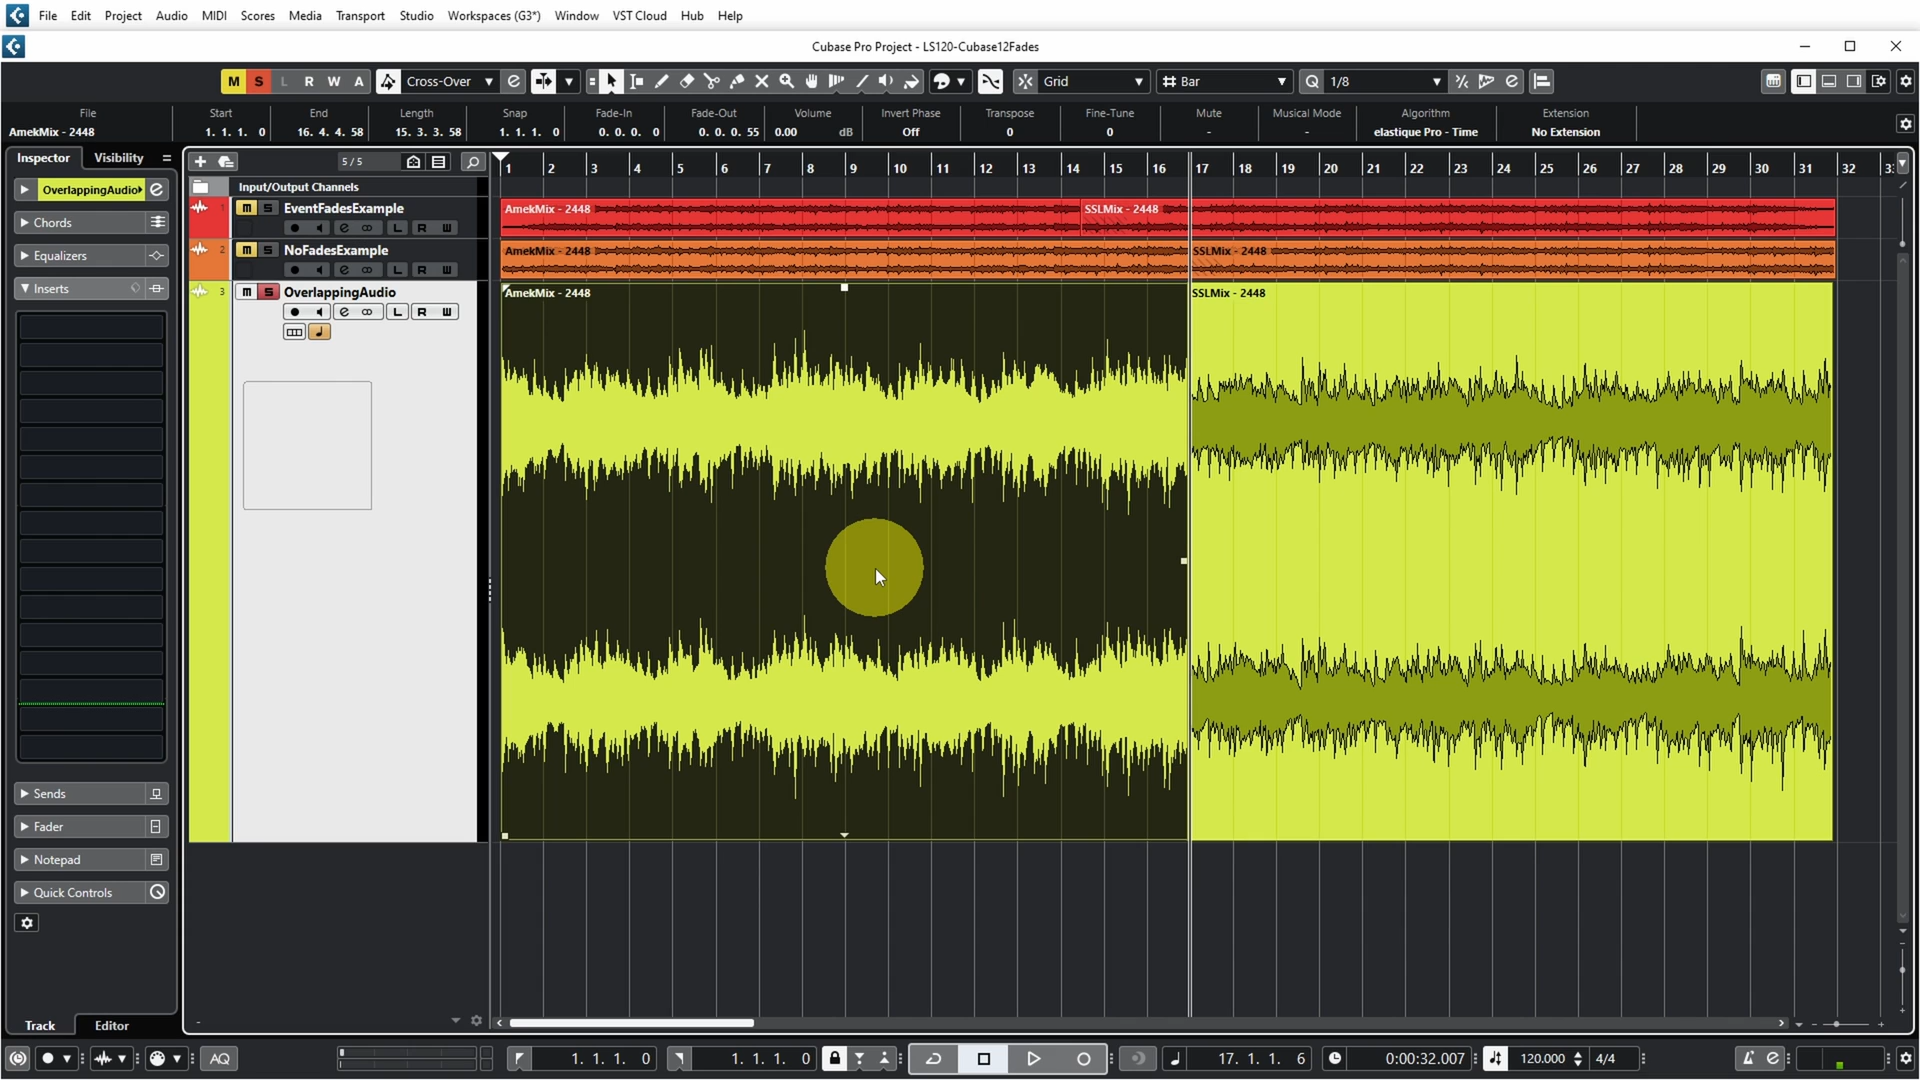 File Edit Project Audio MIDI Scores Media Transport Studio Workspaces (G3*) Window VST Cloud Hub Help
Cubase Pro Project - LS120-Cubase12Fades
M S L R W A Cross-Over Grid Bar Q 1/8
File Start End Length Snap Fade-In Fade-Out Volume Invert Phase Transpose Fine-Tune Mute Musical Mode Algorithm Extension
AmekMix - 2448 1. 1. 1. 0 16. 4. 4. 58 15. 3. 3. 58 1. 1. 1. 0 0. 0. 0. 0 0. 0. 0. 55 0.00 dB Off 0 0 - - elastique Pro - Time No Extension
Inspector Visibility
5 / 5
1 2 3 4 5 6 7 8 9 10 11 12 13 14 15 16 17 18 19 20 21 22 23 24 25 26 27 28 29 30 31 32
OverlappingAudio
Input/Output Channels
Chords
Equalizers
Inserts
Sends
Fader
Notepad
Quick Controls
1 m S EventFadesExample
e L R W
AmekMix - 2448 SSLMix - 2448
2 m S NoFadesExample
e L R W
AmekMix - 2448 SSLMix - 2448
3 m S OverlappingAudio
e L R W
AmekMix - 2448 SSLMix - 2448
Track Editor
AQ 1. 1. 1. 0 1. 1. 1. 0 17. 1. 1. 6 0:00:32.007 120.000 4/4